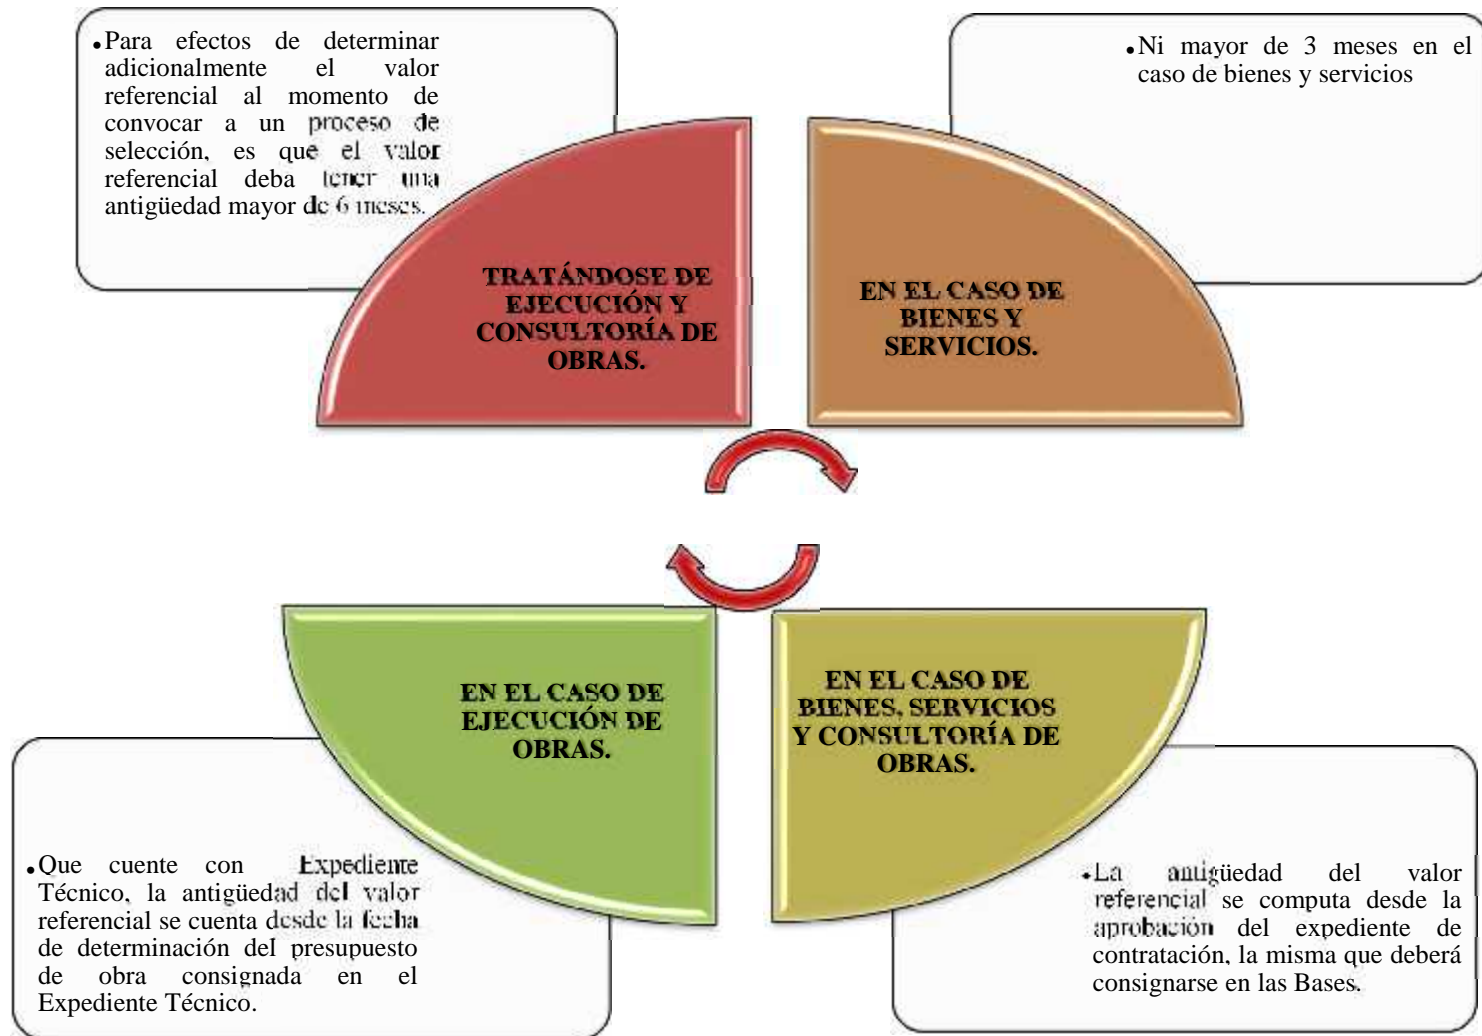 •Para efectos de determinar
adicionalmente el valor
referencial al momento de
convocar a un proceso de
selección, es que el valor
referencial deba tener una
antigüedad mayor de 6 meses.
•Ni mayor de 3 meses en el
caso de bienes y servicios
TRATÁNDOSE DE
EJECUCIÓN Y
CONSULTORÍA DE
OBRAS.
EN EL CASO DE
BIENES Y
SERVICIOS.
EN EL CASO DE
EJECUCIÓN DE
OBRAS.
EN EL CASO DE
BIENES, SERVICIOS
Y CONSULTORÍA DE
OBRAS.
•Que cuente con Expediente
Técnico, la antigüedad del valor
referencial se cuenta desde la fecha
de determinación del presupuesto
de obra consignada en el
Expediente Técnico.
•La antigüedad del valor
referencial se computa desde la
aprobación del expediente de
contratación, la misma que deberá
consignarse en las Bases.